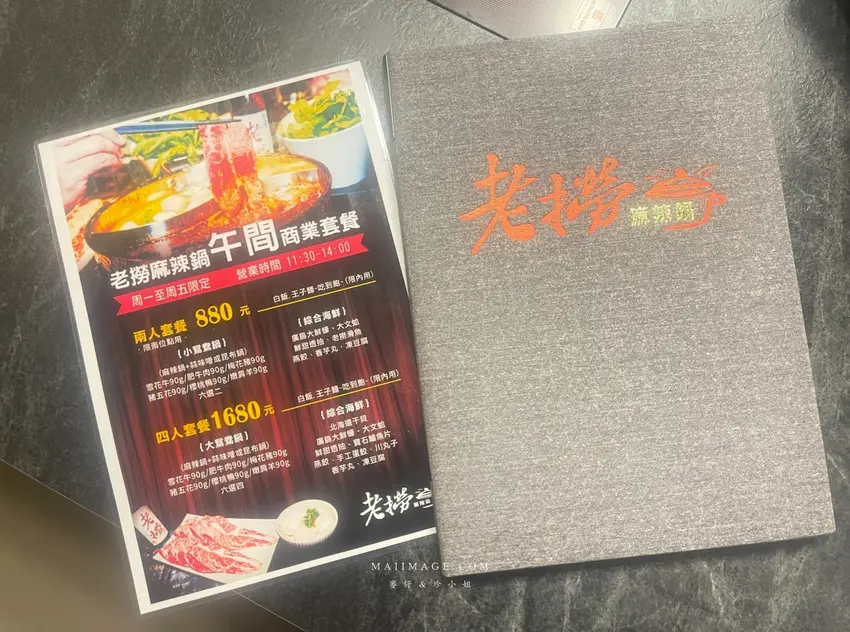 老撈麻辣鍋午間商業套餐
周一至周五限定 營業時間 11:30-14:00
兩人套餐 880 元
·限兩位點用·
白飯.王子麵-吃到飽-(限內用)
{小鴛鴦鍋}
(麻辣鍋+蒜味噌或昆布鍋)
雪花牛90g/肥牛肉90g/梅花豬90g
豬五花90g/櫻桃鴨90g/嫩肩羊90g
六選二
{綜合海鮮}
廣島大鮮蠔、大文蛤
鮮甜透抽、老撈滑魚
燕餃、香芋丸、凍豆腐
四人套餐 1680 元
白飯.王子麵-吃到飽-(限內用)
{大鴛鴦鍋}
(麻辣鍋+蒜味噌或昆布鍋)
雪花牛90g/肥牛肉90g/梅花豬90g
豬五花90g/櫻桃鴨90g/嫩肩羊90g
六選四
{綜合海鮮}
北海道干貝
廣島大鮮蠔、大文蛤
鮮甜透抽、寶石鱸魚片
燕餃、手工蛋餃、川丸子
香芋丸、凍豆腐
老撈
老撈
老撈
麻辣鍋
MAIIMAGE.COM
麥仔&珍小姐